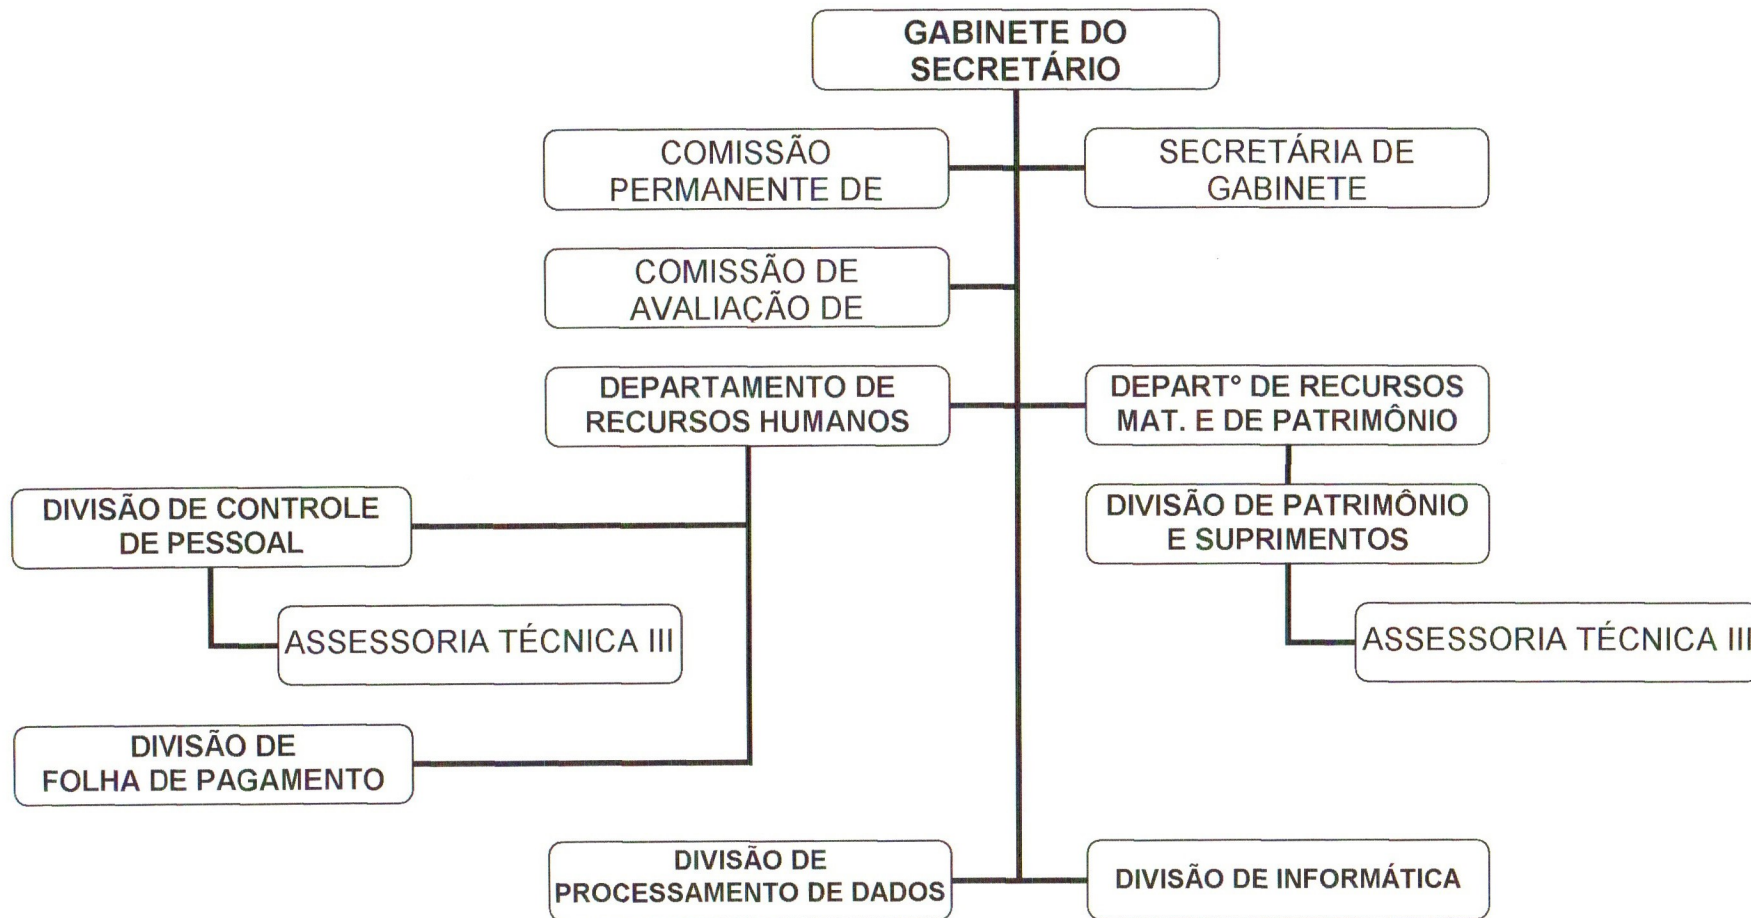 GABINETE DO
SECRETÁRIO
COMISSÃO
PERMANENTE DE
SECRETÁRIA DE
GABINETE
COMISSÃO DE
AVALIAÇÃO DE
DEPARTAMENTO DE
RECURSOS HUMANOS
DEPART° DE RECURSOS
MAT. E DE PATRIMÔNIO
DIVISÃO DE CONTROLE
DE PESSOAL
DIVISÃO DE PATRIMÔNIO
E SUPRIMENTOS
ASSESSORIA TÉCNICA III
ASSESSORIA TÉCNICA III
DIVISÃO DE
FOLHA DE PAGAMENTO
DIVISÃO DE
PROCESSAMENTO DE DADOS
DIVISÃO DE INFORMÁTICA